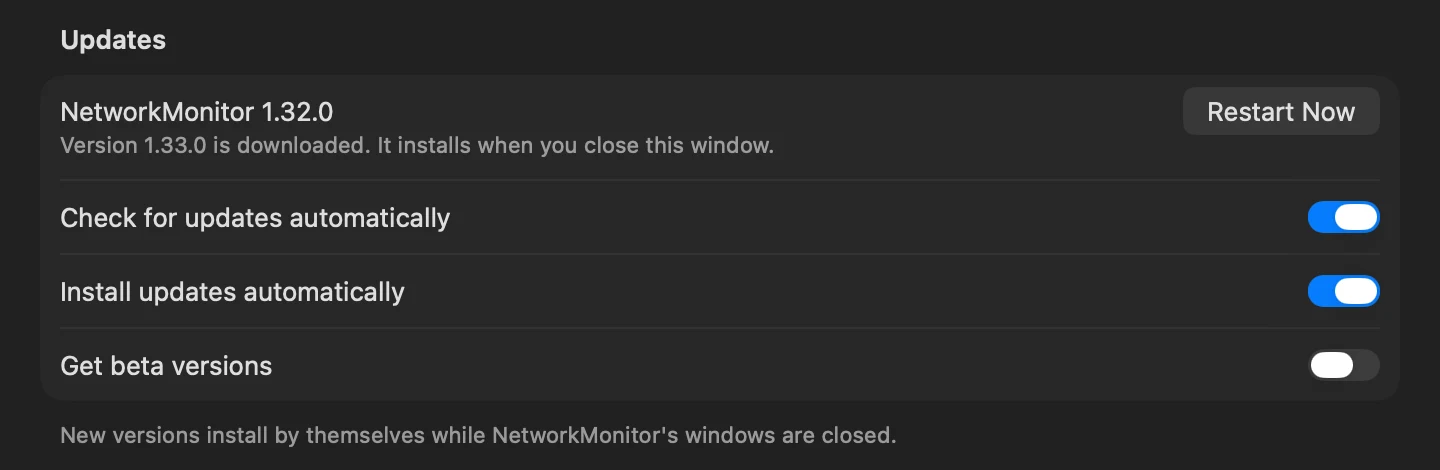 Updates
NetworkMonitor 1.32.0
Restart Now
Version 1.33.0 is downloaded. It installs when you close this window.
Check for updates automatically
Install updates automatically
Get beta versions
New versions install by themselves while NetworkMonitor's windows are closed.